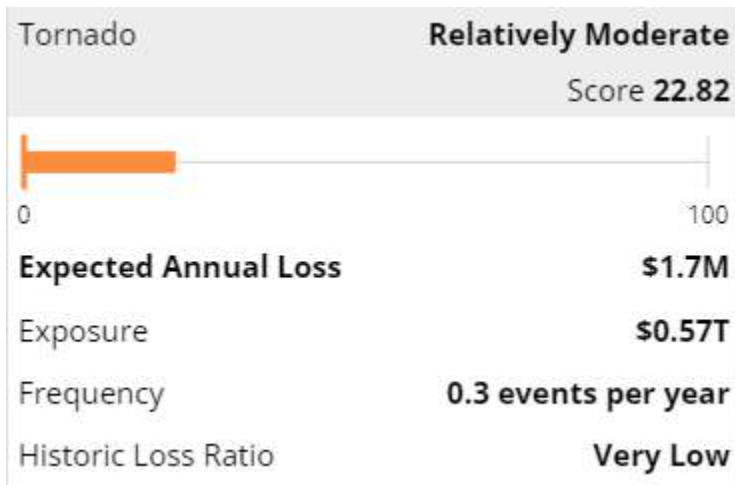 Tornado Relatively Moderate
Score 22.82
0 100
Expected Annual Loss $1.7M
Exposure $0.57T
Frequency 0.3 events per year
Historic Loss Ratio Very Low